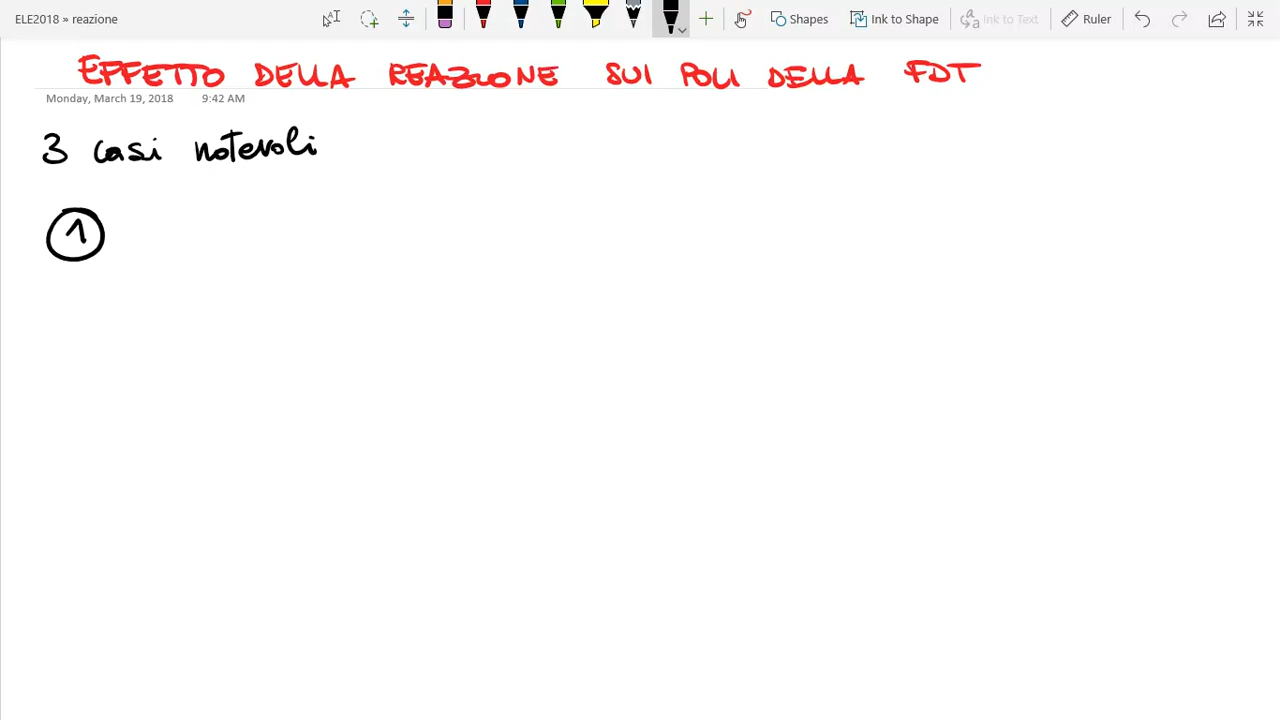 ELE2018 » reazione
Shapes
Ink to Shape
Ink to Text
Ruler
EFFETTO DELLA REAZIONE SUI POLI DELLA FDT
Monday, March 19, 2018 9:42 AM
3 casi notevoli
1